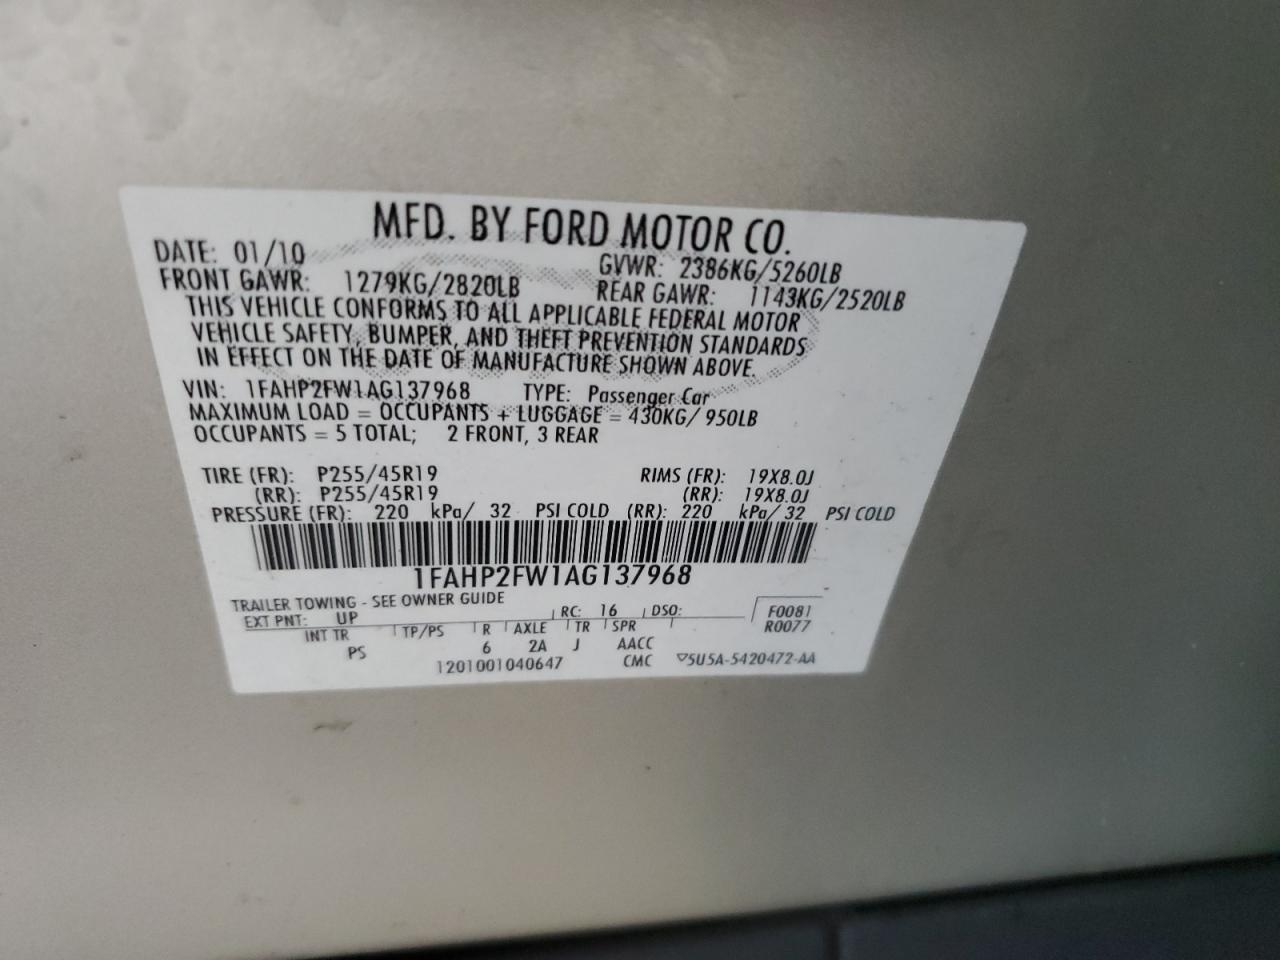 MFD. BY FORD MOTOR CO.
DATE: 01/10 GVWR: 2386KG/5260LB
FRONT GAWR: 1279KG/2820LB REAR GAWR: 1143KG/2520LB
THIS VEHICLE CONFORMS TO ALL APPLICABLE FEDERAL MOTOR
VEHICLE SAFETY, BUMPER, AND THEFT PREVENTION STANDARDS
IN EFFECT ON THE DATE OF MANUFACTURE SHOWN ABOVE.
VIN: 1FAHP2FW1AG137968 TYPE: Passenger Car
MAXIMUM LOAD = OCCUPANTS + LUGGAGE = 430KG/ 950LB
OCCUPANTS = 5 TOTAL; 2 FRONT, 3 REAR
TIRE (FR): P255/45R19 RIMS (FR): 19X8.0J
(RR): P255/45R19 (RR): 19X8.0J
PRESSURE (FR): 220 kPa/ 32 PSI COLD (RR): 220 kPa/ 32 PSI COLD
1FAHP2FW1AG137968
TRAILER TOWING - SEE OWNER GUIDE
EXT PNT: UP RC: 16 DSO: F0081
INT TR TP/PS R AXLE TR SPR R0077
PS 6 2A J AACC
1201001040647 CMC ▽5U5A-5420472-AA